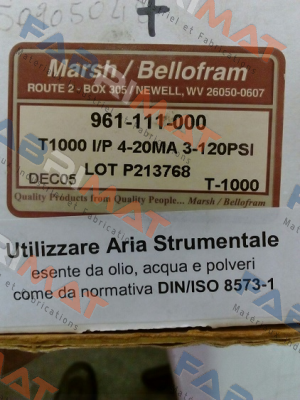 5090504
Marsh / Bellofram
ROUTE 2 - BOX 305 / NEWELL, WV 26050-0607
961-111-000
T1000 I/P 4-20MA 3-120PSI
LOT P213768
DEC05
T-1000
Quality Products from Quality People... Marsh / Bellofram
Utilizzare Aria Strumentale
esente da olio, acqua e polveri
come da normativa DIN/ISO 8573-1